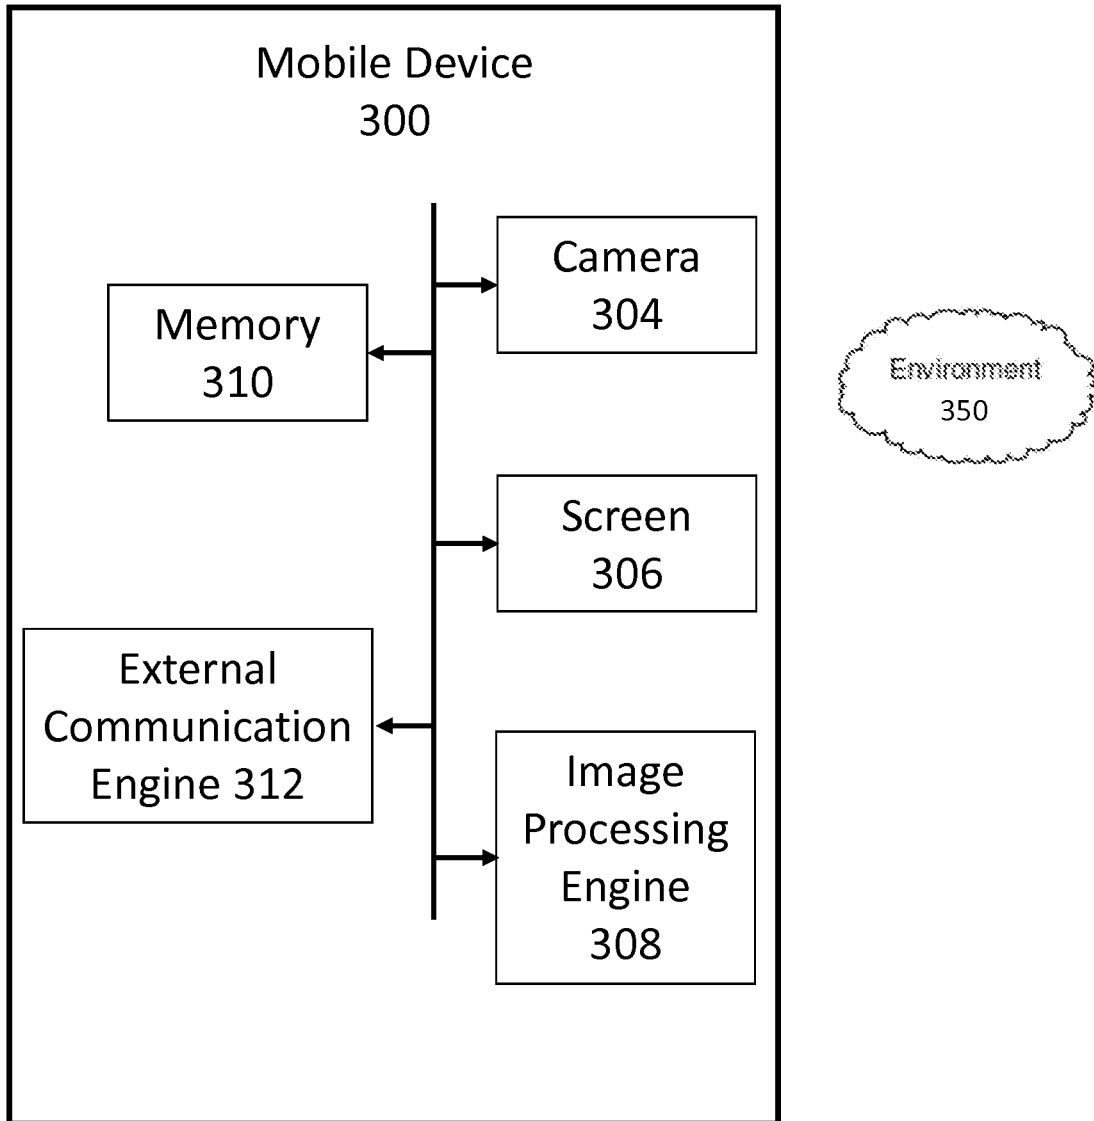 Mobile Device
300
Camera
304
Memory
310
Environment
350
Screen
306
External
Communication
Engine 312
Image
Processing
Engine
308